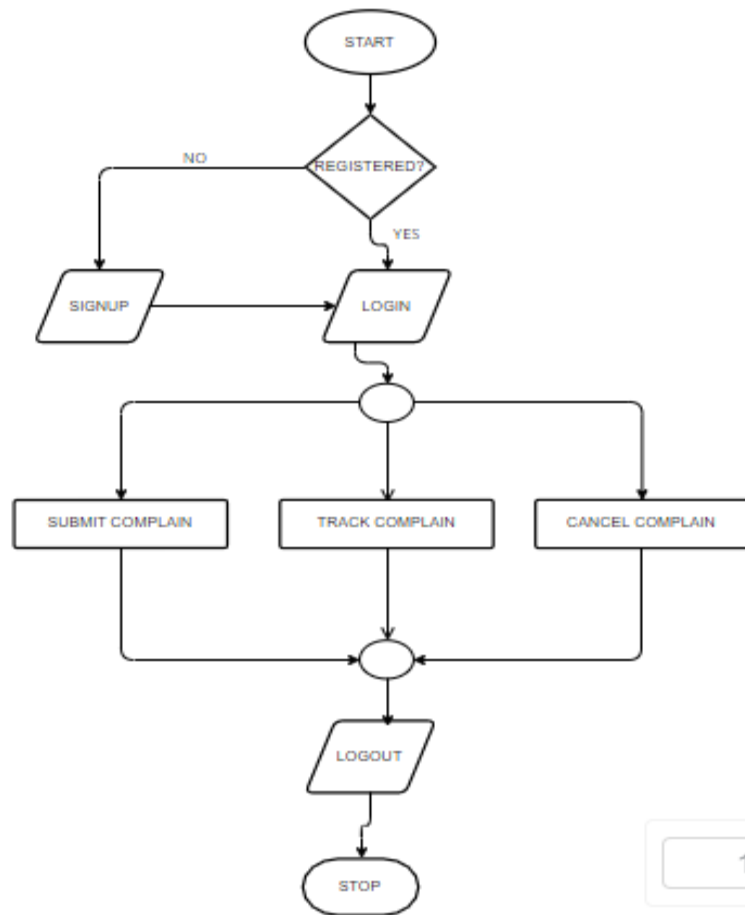 START
REGISTERED?
NO
YES
SIGNUP
LOGIN
SUBMIT COMPLAIN
TRACK COMPLAIN
CANCEL COMPLAIN
LOGOUT
STOP